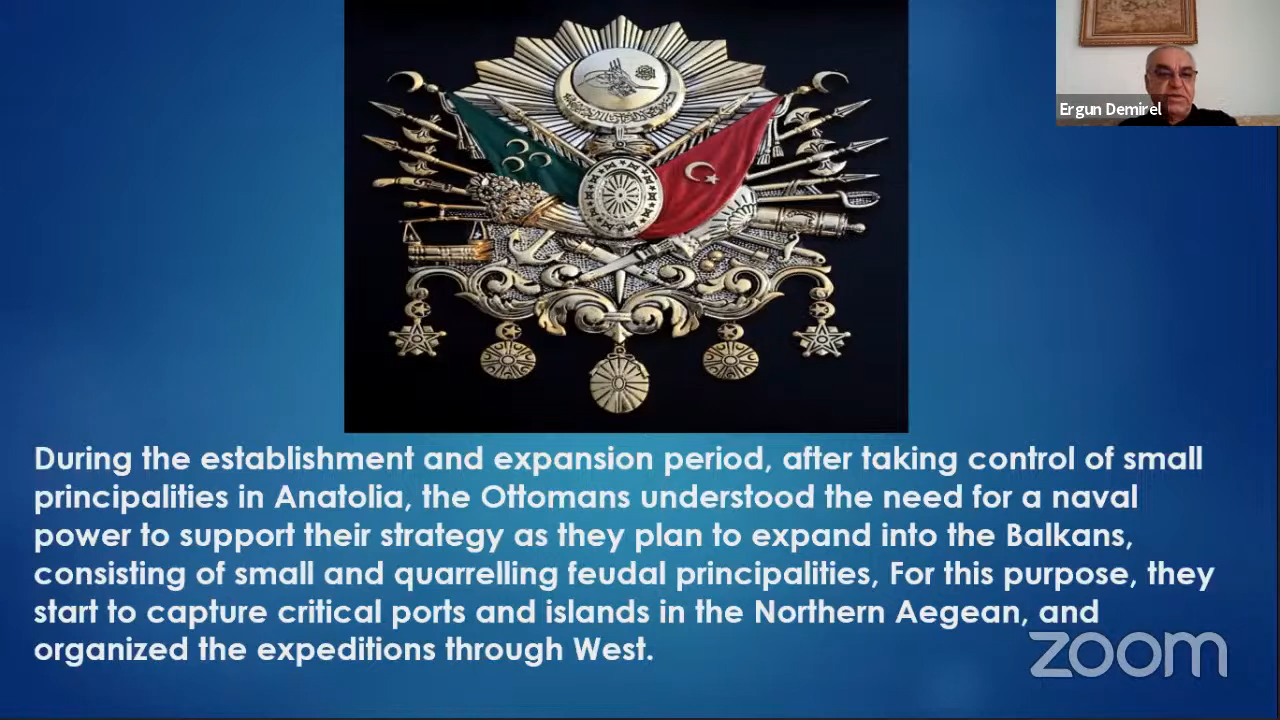 Ergun Demirel
During the establishment and expansion period, after taking control of small
principalities in Anatolia, the Ottomans understood the need for a naval
power to support their strategy as they plan to expand into the Balkans,
consisting of small and quarrelling feudal principalities, For this purpose, they
start to capture critical ports and islands in the Northern Aegean, and
organized the expeditions through West.
zoom